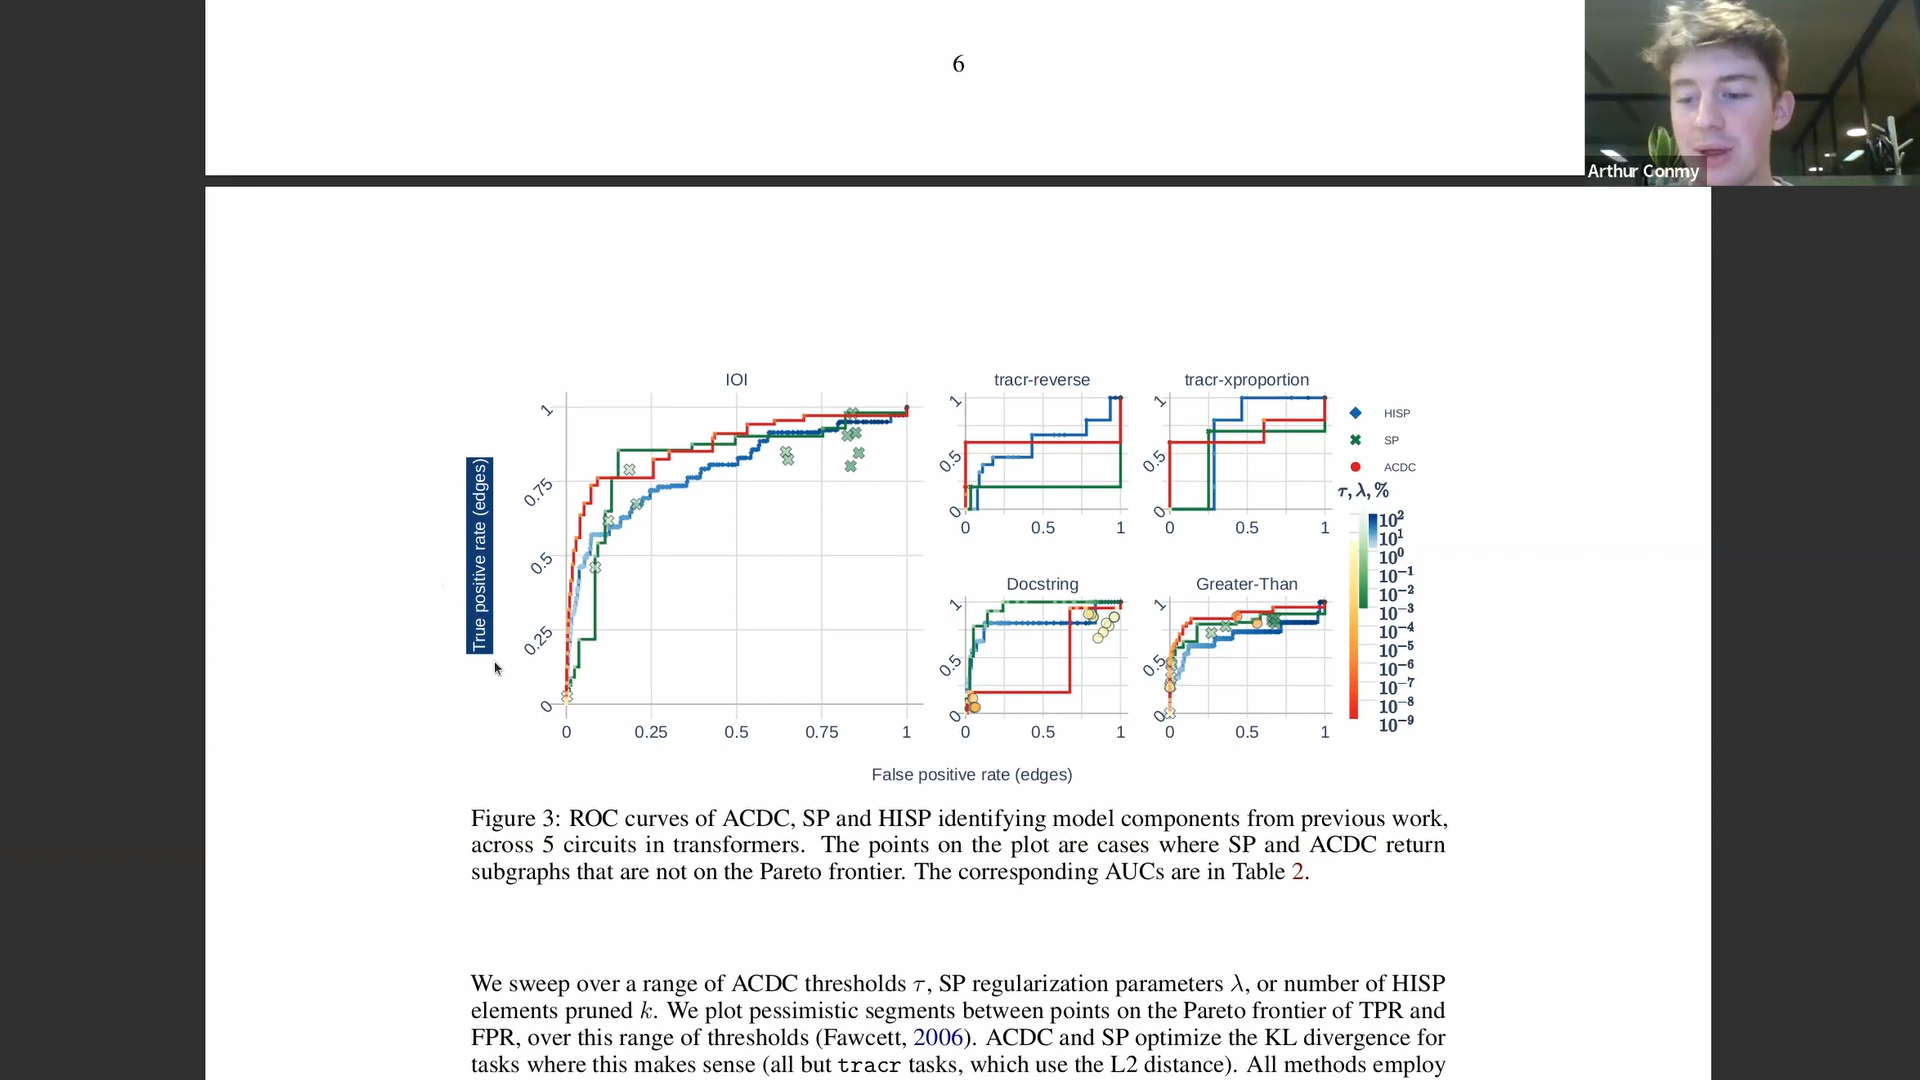 6
Arthur Conmy
IOI
tracr-reverse
tracr-xproportion
HISP
SP
ACDC
τ, λ, %
10²
10¹
10⁰
10⁻¹
10⁻²
10⁻³
10⁻⁴
10⁻⁵
10⁻⁶
10⁻⁷
10⁻⁸
10⁻⁹
True positive rate (edges)
1
0.75
0.5
0.25
0
0 0.25 0.5 0.75 1
1
0.5
0
0 0.5 1
1
0.5
0
0 0.5 1
Docstring
1
0.5
0
0 0.5 1
Greater-Than
1
0.5
0
0 0.5 1
False positive rate (edges)
Figure 3: ROC curves of ACDC, SP and HISP identifying model components from previous work,
across 5 circuits in transformers. The points on the plot are cases where SP and ACDC return
subgraphs that are not on the Pareto frontier. The corresponding AUCs are in Table 2.
We sweep over a range of ACDC thresholds τ, SP regularization parameters λ, or number of HISP
elements pruned k. We plot pessimistic segments between points on the Pareto frontier of TPR and
FPR, over this range of thresholds (Fawcett, 2006). ACDC and SP optimize the KL divergence for
tasks where this makes sense (all but tracr tasks, which use the L2 distance). All methods employ